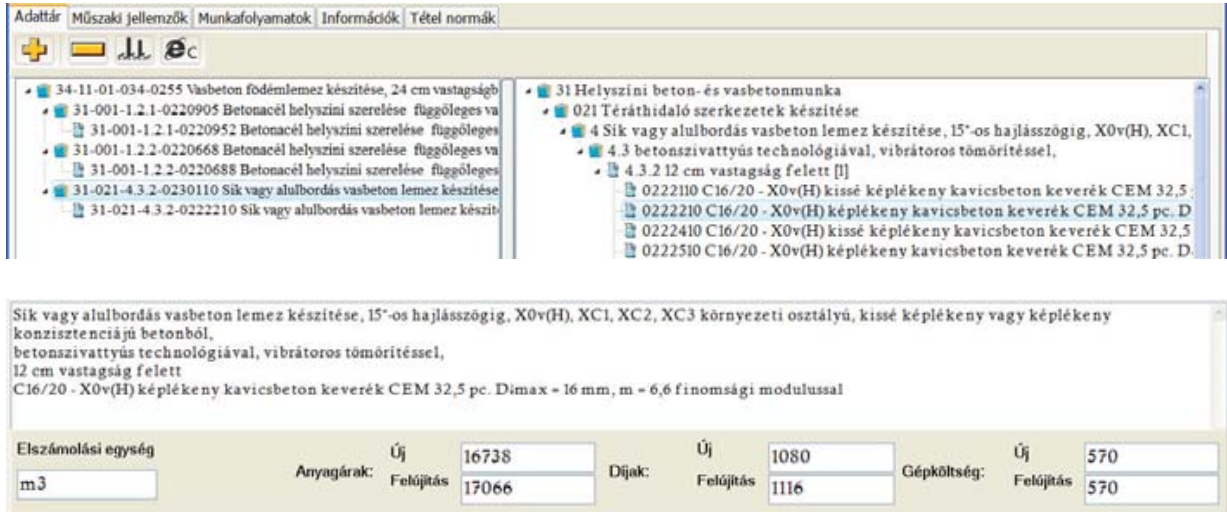 Adattár Műszaki jellemzők Munkafolyamatok Információk Tétel normák
34-11-01-034-0255 Vasbeton födémlemez készítése, 24 cm vastagságb
31-001-1.2.1-0220905 Betonacél helyszíni szerelése függőleges va
31-001-1.2.1-0220952 Betonacél helyszíni szerelése függőleges
31-001-1.2.2-0220668 Betonacél helyszíni szerelése függőleges va
31-001-1.2.2-0220688 Betonacél helyszíni szerelése függőleges
31-021-4.3.2-0230110 Sík vagy alulbordás vasbeton lemez készítése
31-021-4.3.2-0222210 Sík vagy alulbordás vasbeton lemez készít
31 Helyszíni beton- és vasbetonmunka
021 Téráthidaló szerkezetek készítése
4 Sík vagy alulbordás vasbeton lemez készítése, 15°-os hajlásszögig, X0v(H), XC1,
4.3 betonszivattyús technológiával, vibrátoros tömörítéssel,
4.3.2 12 cm vastagság felett [1]
0222110 C16/20 - X0v(H) kissé képlékeny kavicsbeton keverék CEM 32,5
0222210 C16/20 - X0v(H) képlékeny kavicsbeton keverék CEM 32,5 pc. D
0222410 C16/20 - X0v(H) kissé képlékeny kavicsbeton keverék CEM 32,5
0222510 C16/20 - X0v(H) képlékeny kavicsbeton keverék CEM 32,5 pc. D
Sík vagy alulbordás vasbeton lemez készítése, 15°-os hajlásszögig, X0v(H), XC1, XC2, XC3 környezeti osztályú, kissé képlékeny vagy képlékeny
konzisztenciájú betonból,
betonszivattyús technológiával, vibrátoros tömörítéssel,
12 cm vastagság felett
C16/20 - X0v(H) képlékeny kavicsbeton keverék CEM 32,5 pc. Dmax = 16 mm, m = 6,6 finomsági modulussal
Elszámolási egység
m3
Anyagárak: Új 16738
Felújítás 17066
Díjak: Új 1080
Felújítás 1116
Gépköltség: Új 570
Felújítás 570